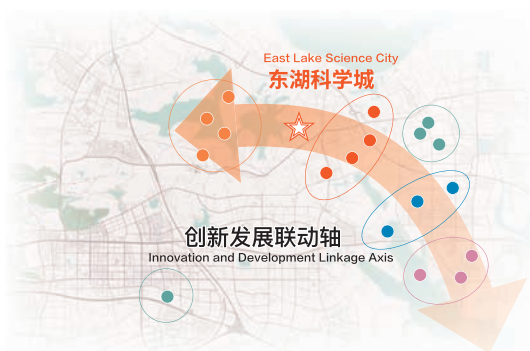 East Lake Science City
东湖科学城
创新发展联动轴
Innovation and Development Linkage Axis